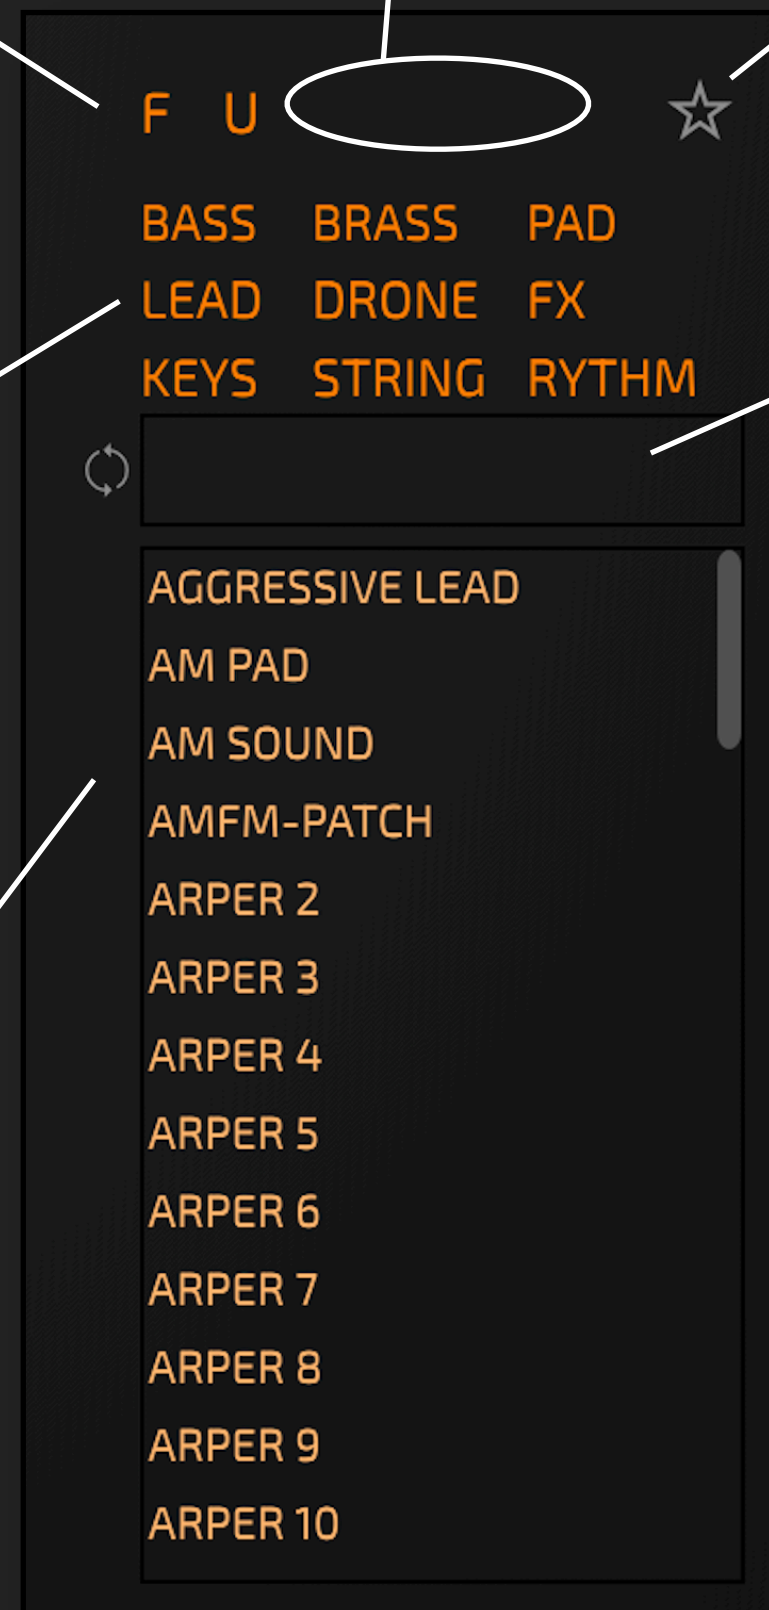 F U
BASS BRASS PAD
LEAD DRONE FX
KEYS STRING RYTHM
AGGRESSIVE LEAD
AM PAD
AM SOUND
AMFM-PATCH
ARPER 2
ARPER 3
ARPER 4
ARPER 5
ARPER 6
ARPER 7
ARPER 8
ARPER 9
ARPER 10